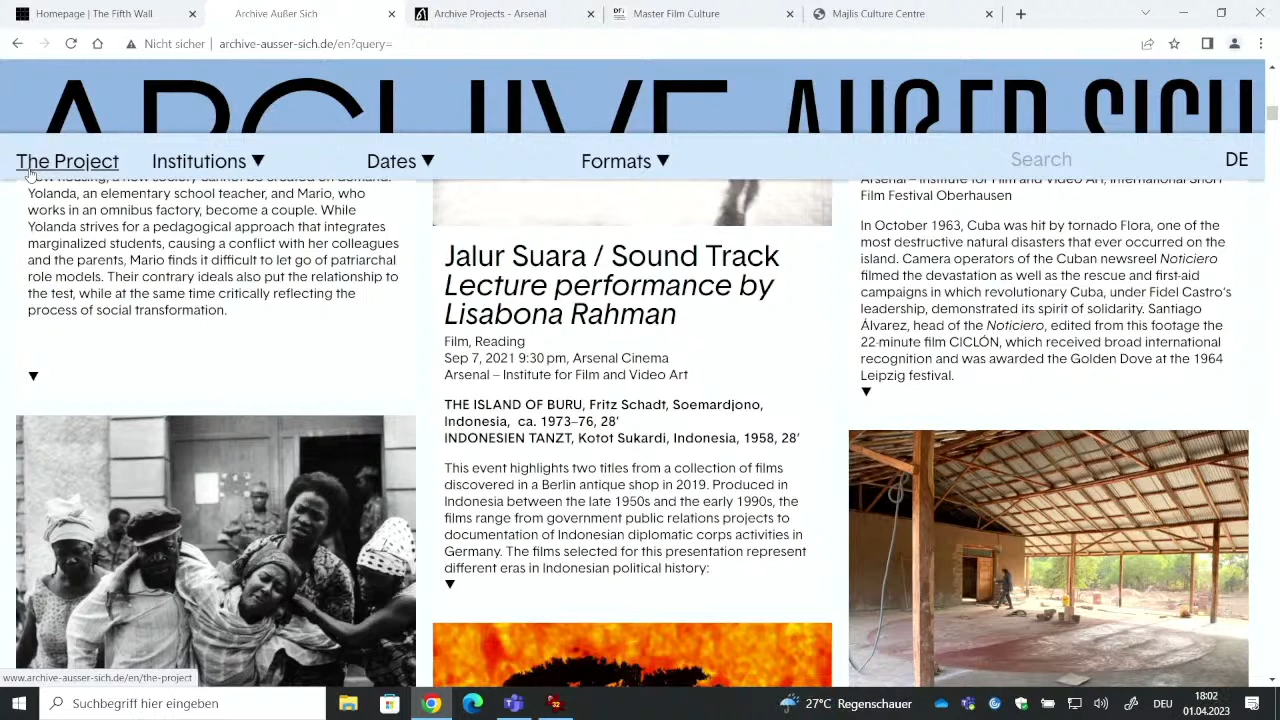 Homepage | The Fifth Wall
Archive Außer Sich
Archive Projects - Arsenal
Master Film Culture
Majlis Culture Centre
Nicht sicher
archive-ausser-sich.de/en?query=
ARCHIVE AUSSER SICH
The Project
Institutions ▼
Dates ▼
Formats ▼
Search
DE
Yolanda, an elementary school teacher, and Mario, who
works in an omnibus factory, become a couple. While
Yolanda strives for a pedagogical approach that integrates
marginalized students, causing a conflict with her colleagues
and the parents, Mario finds it difficult to let go of patriarchal
role models. Their contrary ideals also put the relationship to
the test, while at the same time critically reflecting the
process of social transformation.
▼
Jalur Suara / Sound Track
Lecture performance by
Lisabona Rahman
Film, Reading
Sep 7, 2021 9:30 pm, Arsenal Cinema
Arsenal – Institute for Film and Video Art
THE ISLAND OF BURU, Fritz Schadt, Soemardjono,
Indonesia, ca. 1973–76, 28’
INDONESIEN TANZT, Kotot Sukardi, Indonesia, 1958, 28’
This event highlights two titles from a collection of films
discovered in a Berlin antique shop in 2019. Produced in
Indonesia between the late 1950s and the early 1990s, the
films range from government public relations projects to
documentation of Indonesian diplomatic corps activities in
Germany. The films selected for this presentation represent
different eras in Indonesian political history:
▼
Arsenal – Institute for Film and Video Art, International Short
Film Festival Oberhausen
In October 1963, Cuba was hit by tornado Flora, one of the
most destructive natural disasters that ever occurred on the
island. Camera operators of the Cuban newsreel Noticiero
filmed the devastation as well as the rescue and first-aid
campaigns in which revolutionary Cuba, under Fidel Castro’s
leadership, demonstrated its spirit of solidarity. Santiago
Álvarez, head of the Noticiero, edited from this footage the
22-minute film CICLÓN, which received broad international
recognition and was awarded the Golden Dove at the 1964
Leipzig festival.
▼
www.archive-ausser-sich.de/en/the-project
Suchbegriff hier eingeben
32
27°C Regenschauer
DEU
18:02
01.04.2023